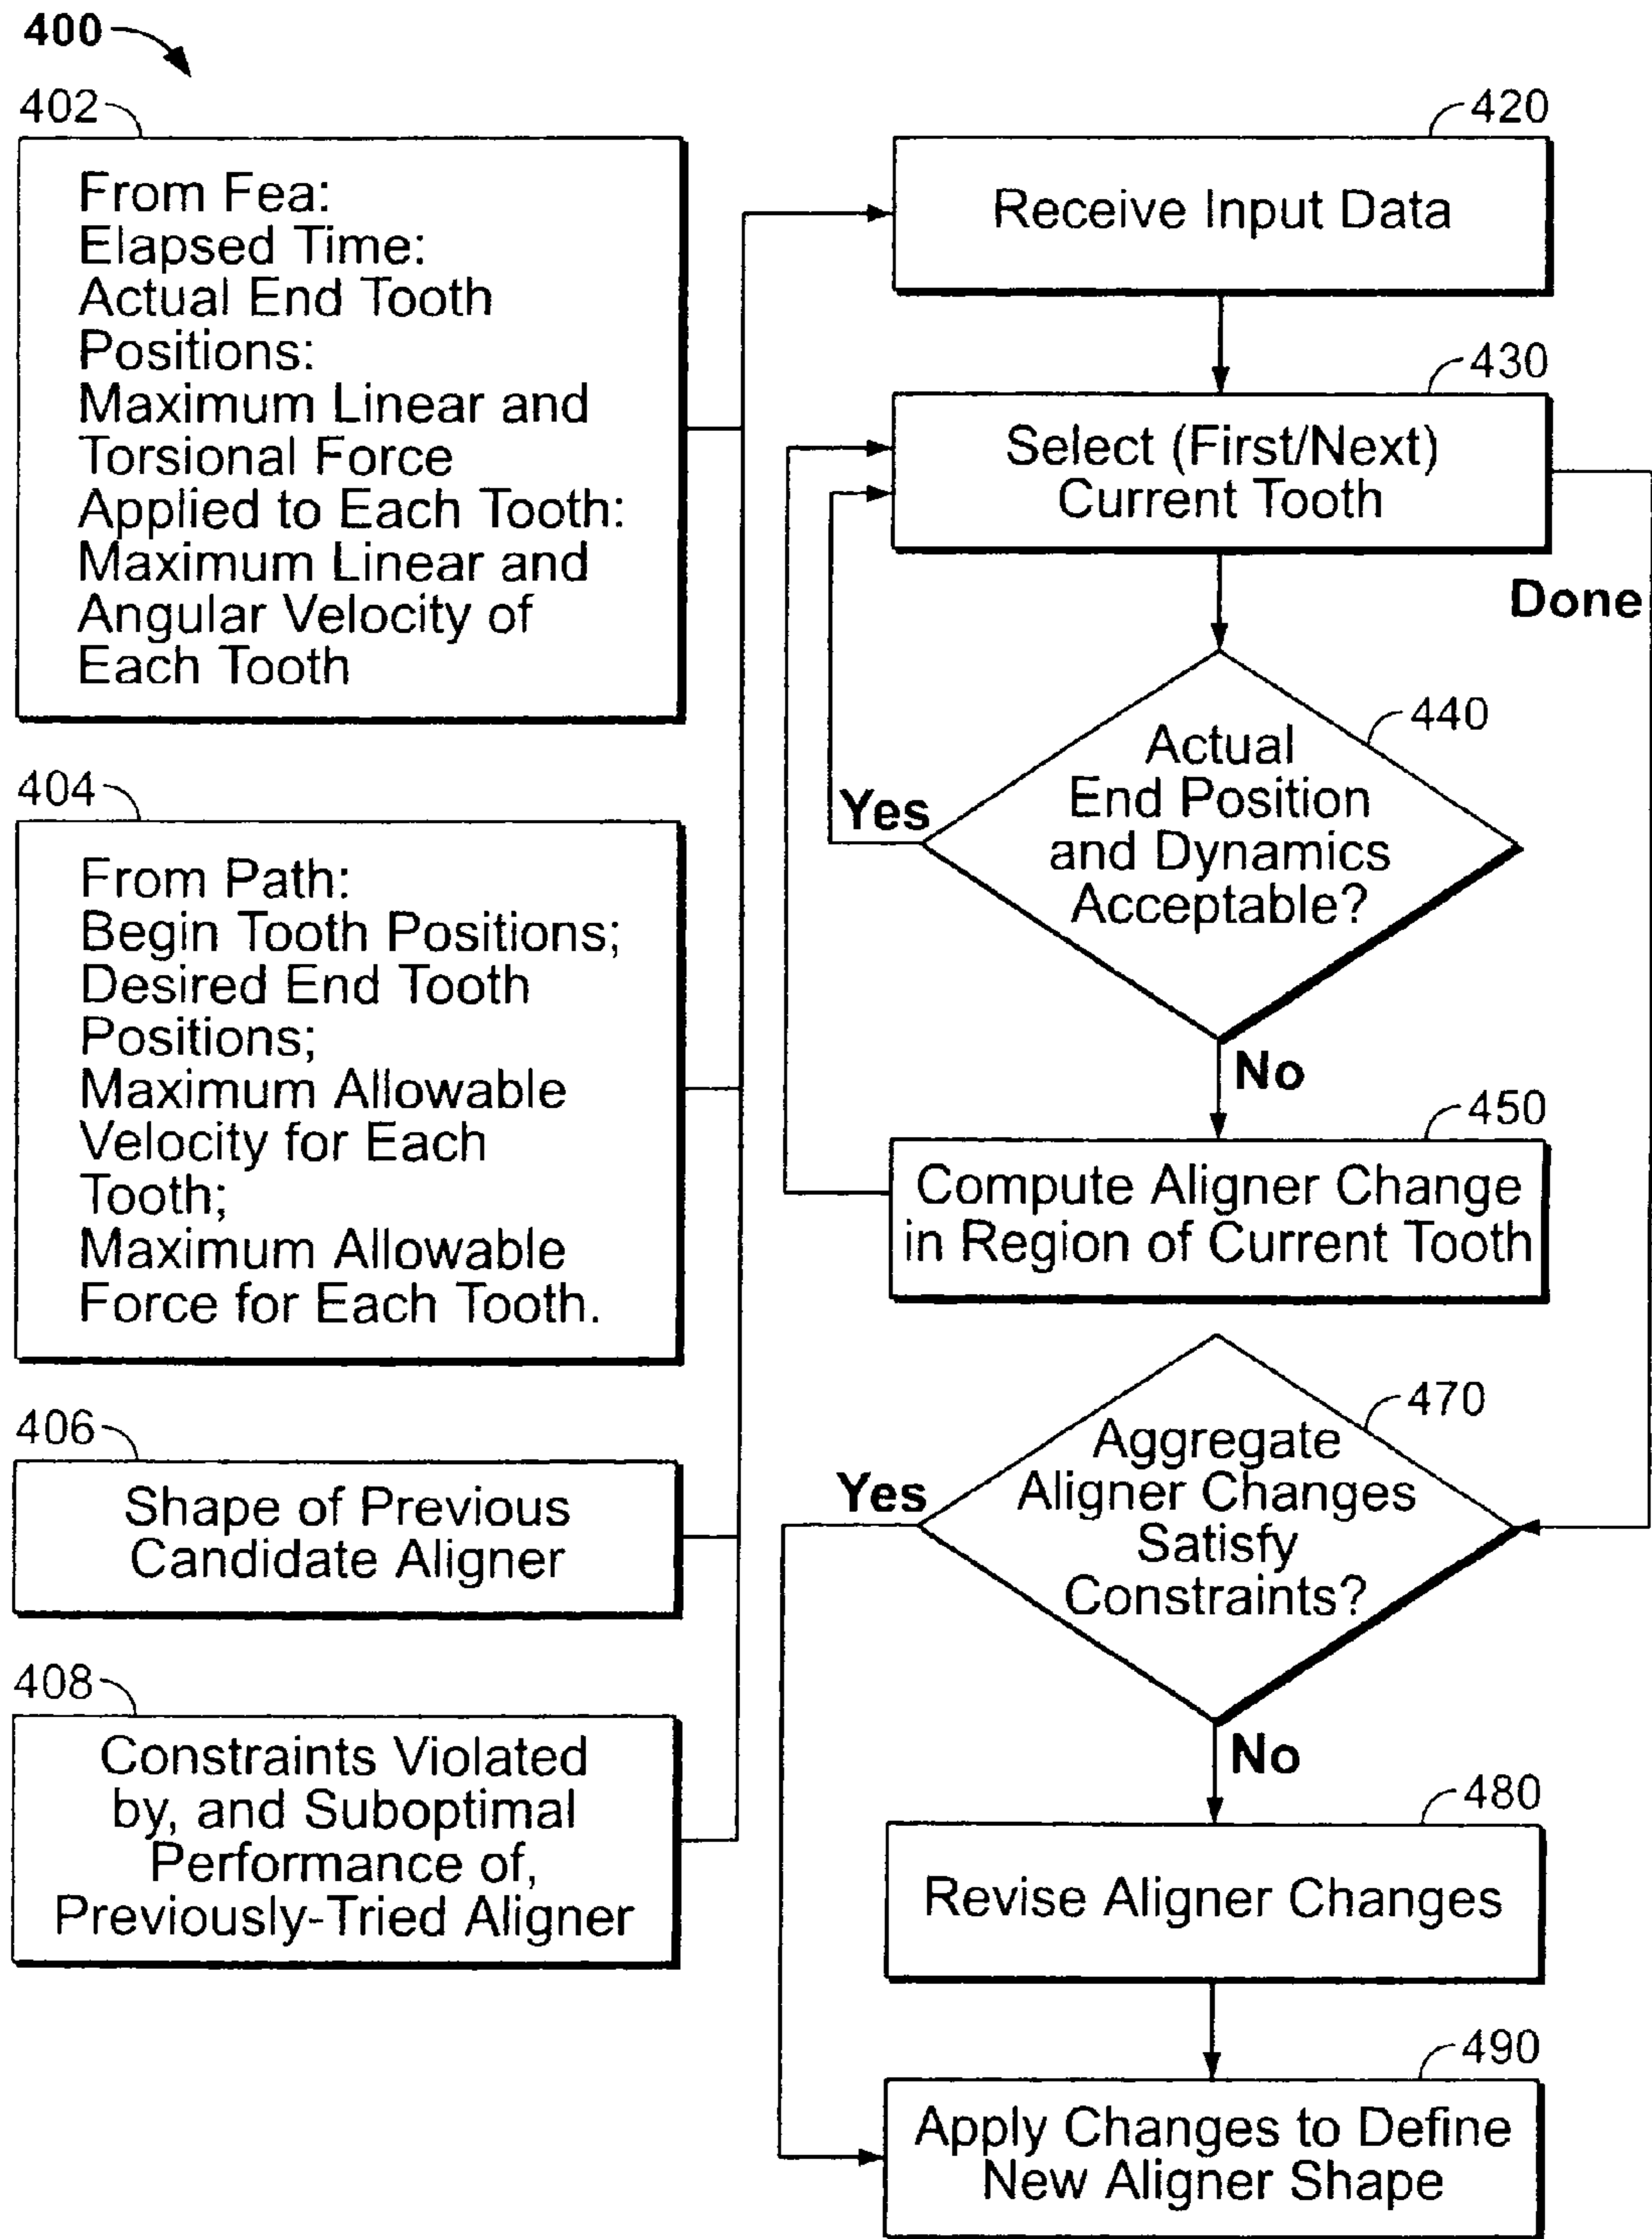 400
402
From Fea:
Elapsed Time:
Actual End Tooth
Positions:
Maximum Linear and
Torsional Force
Applied to Each Tooth:
Maximum Linear and
Angular Velocity of
Each Tooth
404
From Path:
Begin Tooth Positions;
Desired End Tooth
Positions;
Maximum Allowable
Velocity for Each
Tooth;
Maximum Allowable
Force for Each Tooth.
406
Shape of Previous
Candidate Aligner
408
Constraints Violated
by, and Suboptimal
Performance of,
Previously-Tried Aligner
420
Receive Input Data
430
Select (First/Next)
Current Tooth
Done
440
Actual
End Position
and Dynamics
Acceptable?
Yes
No
450
Compute Aligner Change
in Region of Current Tooth
470
Aggregate
Aligner Changes
Satisfy
Constraints?
Yes
No
480
Revise Aligner Changes
490
Apply Changes to Define
New Aligner Shape